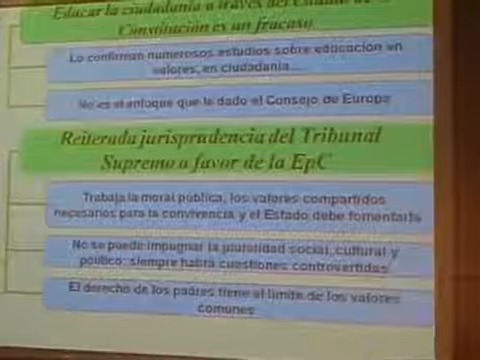 Educar la ciudadanía a través del Estudio de la
Constitución es un fracaso
Lo confirman numerosos estudios sobre educación en
valores, en ciudadanía...
No es el enfoque que le dado el Consejo de Europa
Reiterada jurisprudencia del Tribunal
Supremo a favor de la EpC
Trabaja la moral pública, los valores compartidos
necesarios para la convivencia y el Estado debe fomentarla
No se puede impugnar la pluralidad social, cultural y
político: siempre habrá cuestiones controvertidas
El derecho de los padres tiene el límite de los valores
comunes